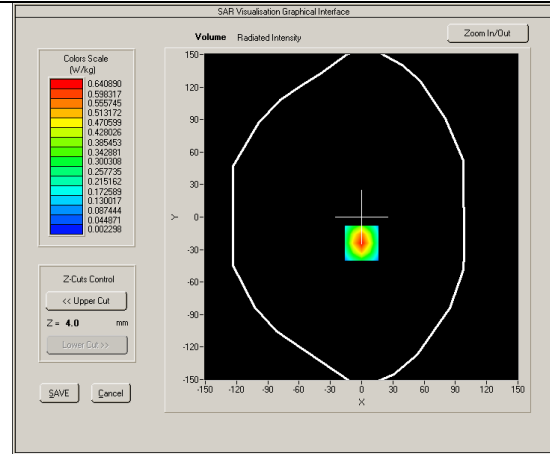 SAR Visualisation Graphical Interface
Volume Radiated Intensity
Zoom In/Out
Colors Scale
(W/kg)
0.640890
0.598317
0.555745
0.513172
0.470599
0.428026
0.385453
0.342881
0.300308
0.257735
0.215162
0.172589
0.130017
0.087444
0.044871
0.002298
Z-Cuts Control
<< Upper Cut
Z = 4.0 mm
Lower Cut >>
SAVE
Cancel
150
120
90
60
30
0
-30
-60
-90
-120
-150
Y
-150 -120 -90 -60 -30 0 30 60 90 120 150
X